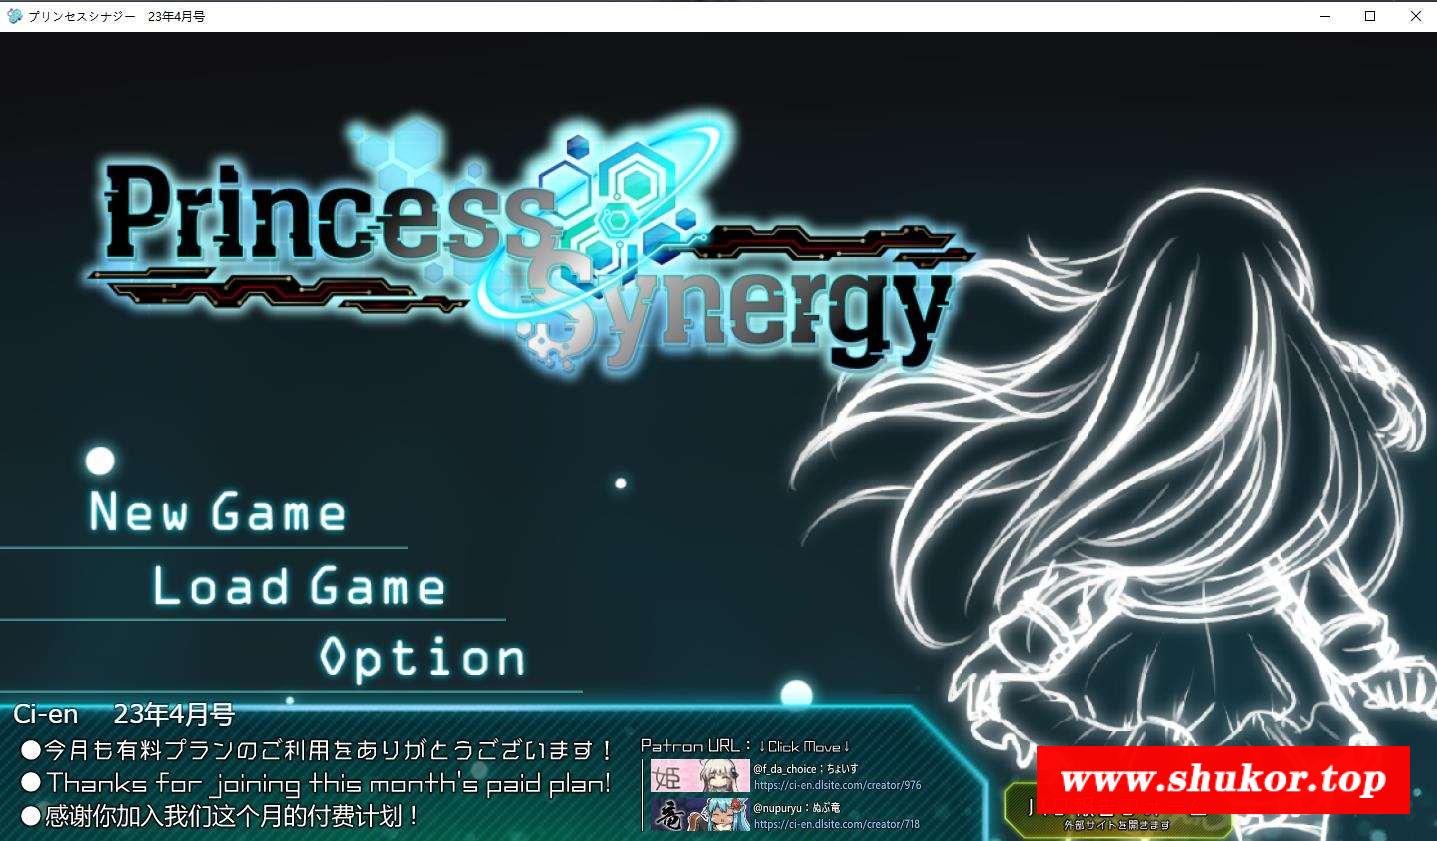 プリンセスシナジー 23年4月号
Princess
Synergy
New Game
Load Game
Option
Ci-en 23年4月号
●今月も有料プランのご利用をありがとうございます！
●Thanks for joining this month's paid plan!
●感谢你加入我们这个月的付费计划！
Patron URL：↓Click Move↓
姫
@f_da_choice：ちょいす
https://ci-en.dlsite.com/creator/976
竜
@nupuryu：ぬぷ竜
https://ci-en.dlsite.com/creator/718
www.shukor.top
外部サイトを開きます